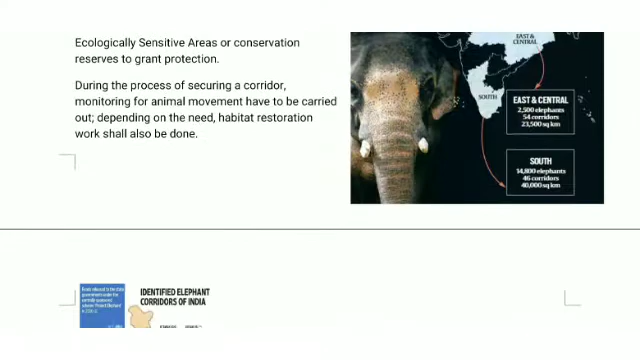 Ecologically Sensitive Areas or conservation
reserves to grant protection.
During the process of securing a corridor,
monitoring for animal movement have to be carried
out; depending on the need, habitat restoration
work shall also be done.
EAST &
CENTRAL
SOUTH
EAST & CENTRAL
2,500 elephants
54 corridors
23,500 sq km
SOUTH
14,800 elephants
46 corridors
40,000 sq km
IDENTIFIED ELEPHANT
CORRIDORS OF INDIA